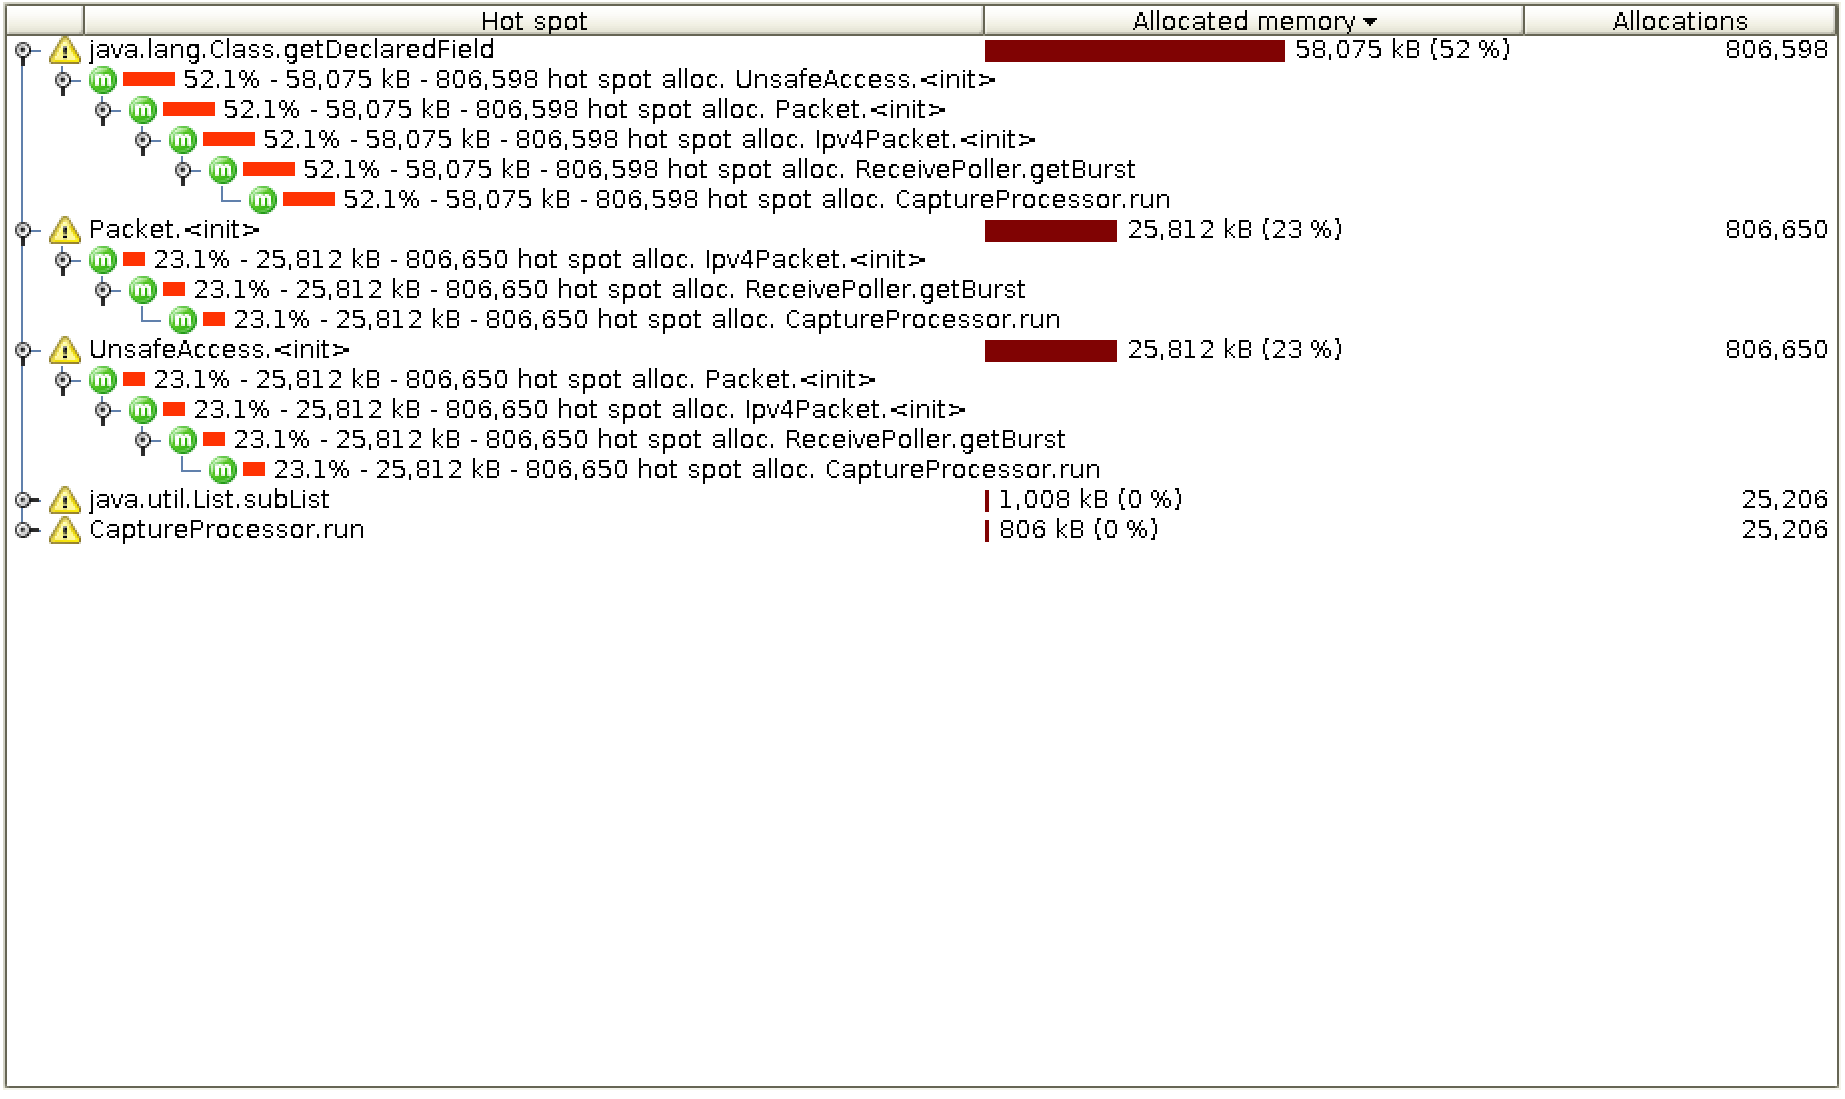 Hot spot Allocated memory Allocations
java.lang.Class.getDeclaredField 58,075 kB (52 %) 806,598
m 52.1% - 58,075 kB - 806,598 hot spot alloc. UnsafeAccess.<init>
m 52.1% - 58,075 kB - 806,598 hot spot alloc. Packet.<init>
m 52.1% - 58,075 kB - 806,598 hot spot alloc. Ipv4Packet.<init>
m 52.1% - 58,075 kB - 806,598 hot spot alloc. ReceivePoller.getBurst
m 52.1% - 58,075 kB - 806,598 hot spot alloc. CaptureProcessor.run
Packet.<init> 25,812 kB (23 %) 806,650
m 23.1% - 25,812 kB - 806,650 hot spot alloc. Ipv4Packet.<init>
m 23.1% - 25,812 kB - 806,650 hot spot alloc. ReceivePoller.getBurst
m 23.1% - 25,812 kB - 806,650 hot spot alloc. CaptureProcessor.run
UnsafeAccess.<init> 25,812 kB (23 %) 806,650
m 23.1% - 25,812 kB - 806,650 hot spot alloc. Packet.<init>
m 23.1% - 25,812 kB - 806,650 hot spot alloc. Ipv4Packet.<init>
m 23.1% - 25,812 kB - 806,650 hot spot alloc. ReceivePoller.getBurst
m 23.1% - 25,812 kB - 806,650 hot spot alloc. CaptureProcessor.run
java.util.List.subList 1,008 kB (0 %) 25,206
CaptureProcessor.run 806 kB (0 %) 25,206